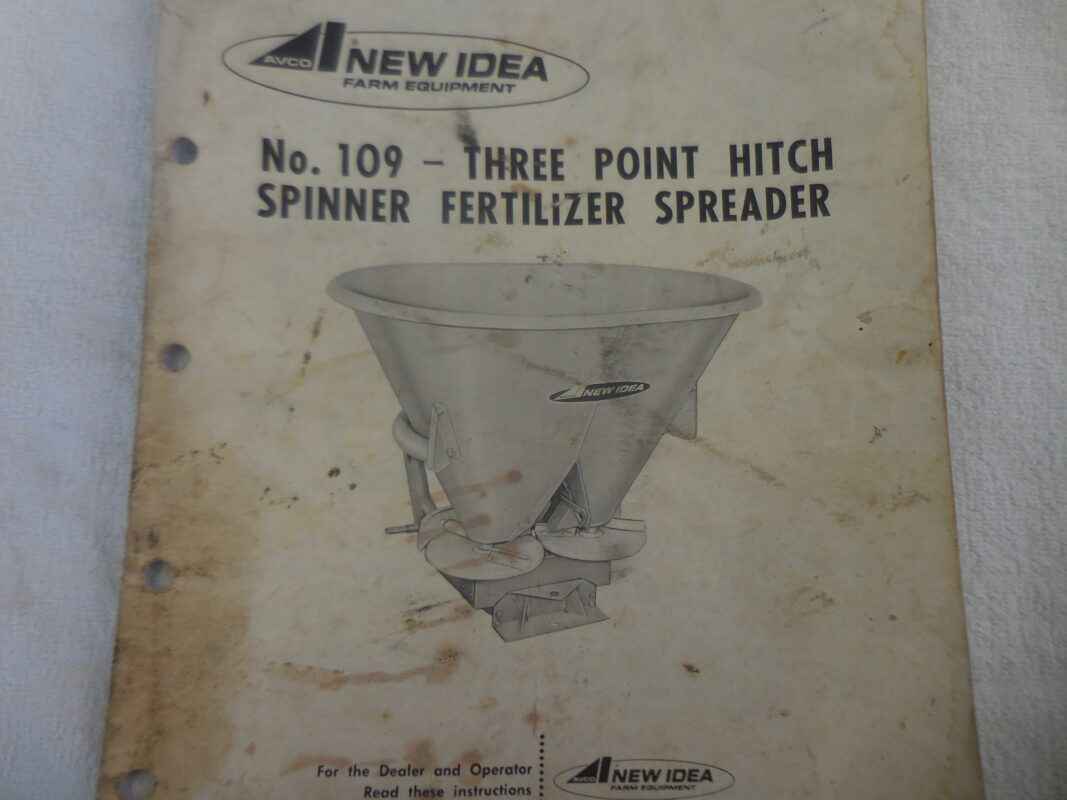 AVCO NEW IDEA
FARM EQUIPMENT
No. 109 – THREE POINT HITCH
SPINNER FERTILIZER SPREADER
NEW IDEA
For the Dealer and Operator
Read these instructions
AVCO NEW IDEA
FARM EQUIPMENT